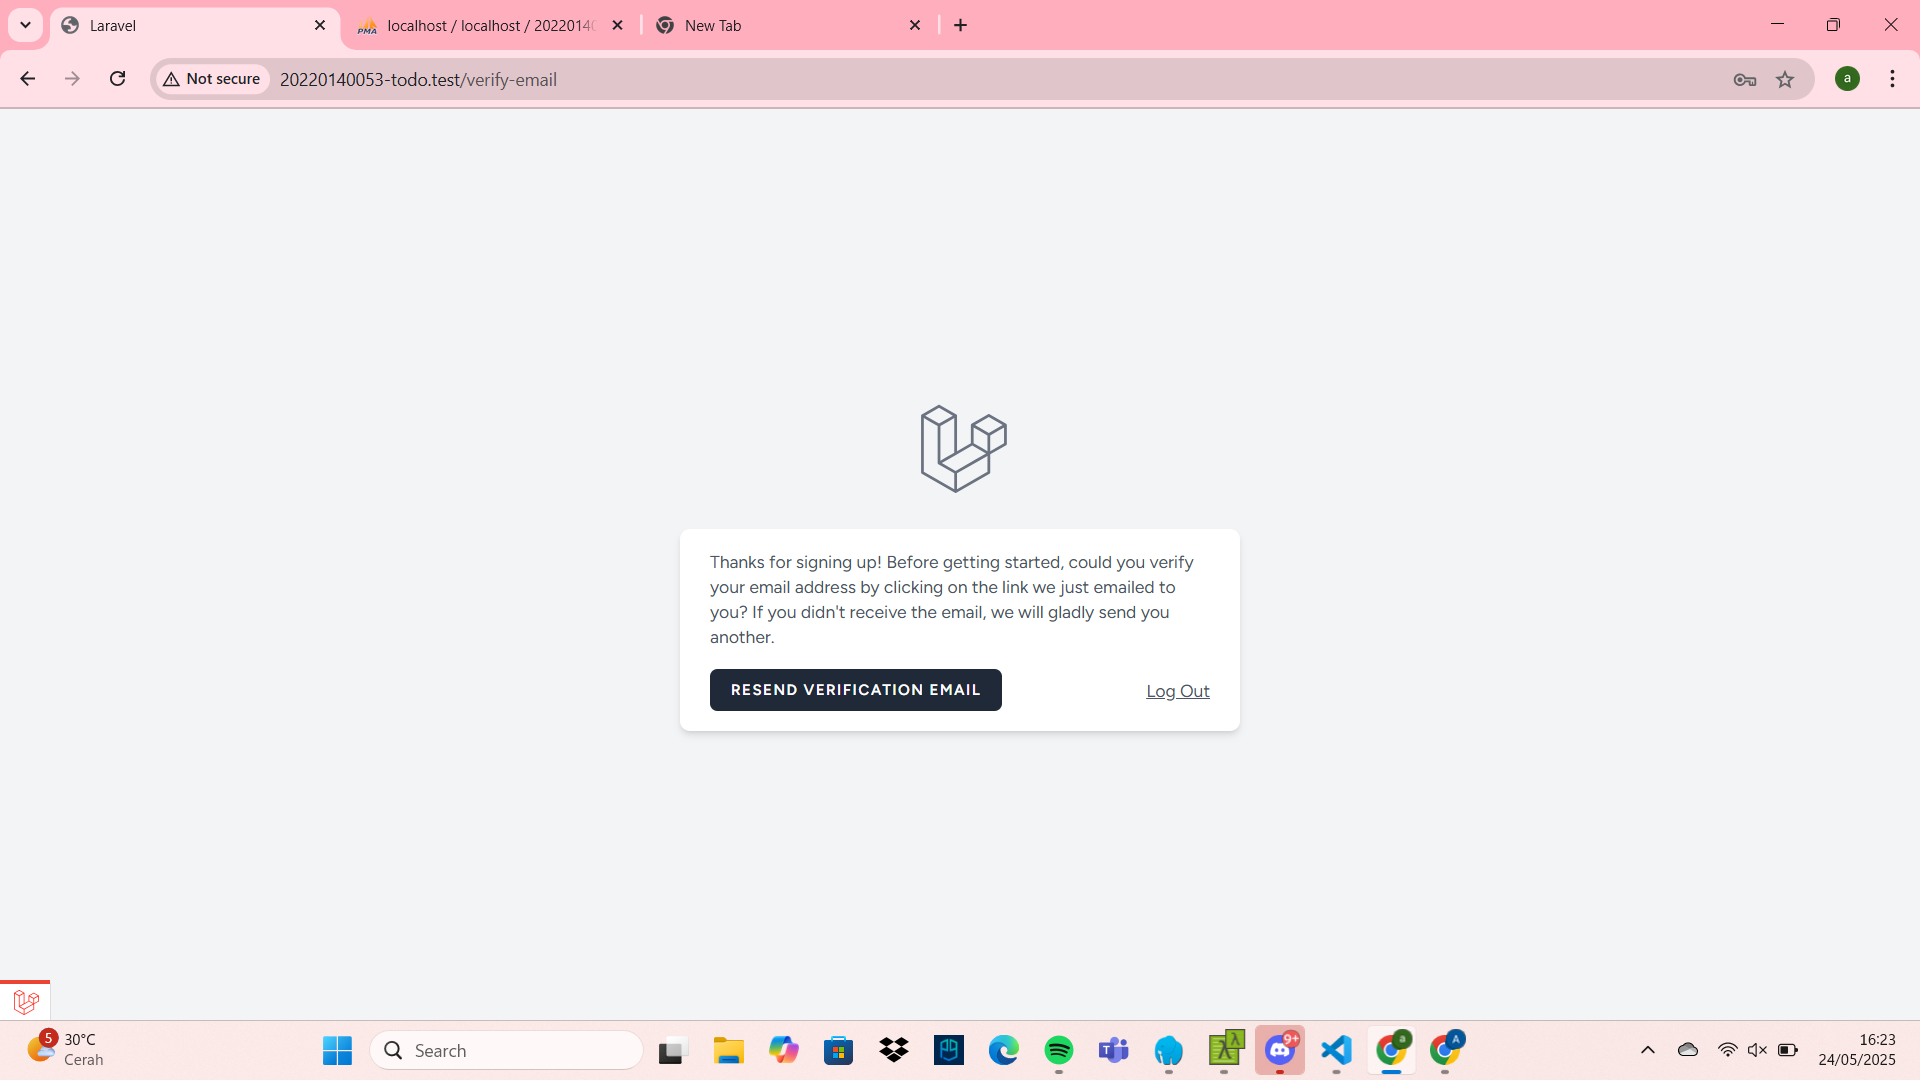 Laravel
localhost / localhost / 2022014
New Tab
Not secure
20220140053-todo.test/verify-email
a
Thanks for signing up! Before getting started, could you verify
your email address by clicking on the link we just emailed to
you? If you didn't receive the email, we will gladly send you
another.
RESEND VERIFICATION EMAIL
Log Out
5
30°C
Cerah
Search
9+
a
A
16:23
24/05/2025